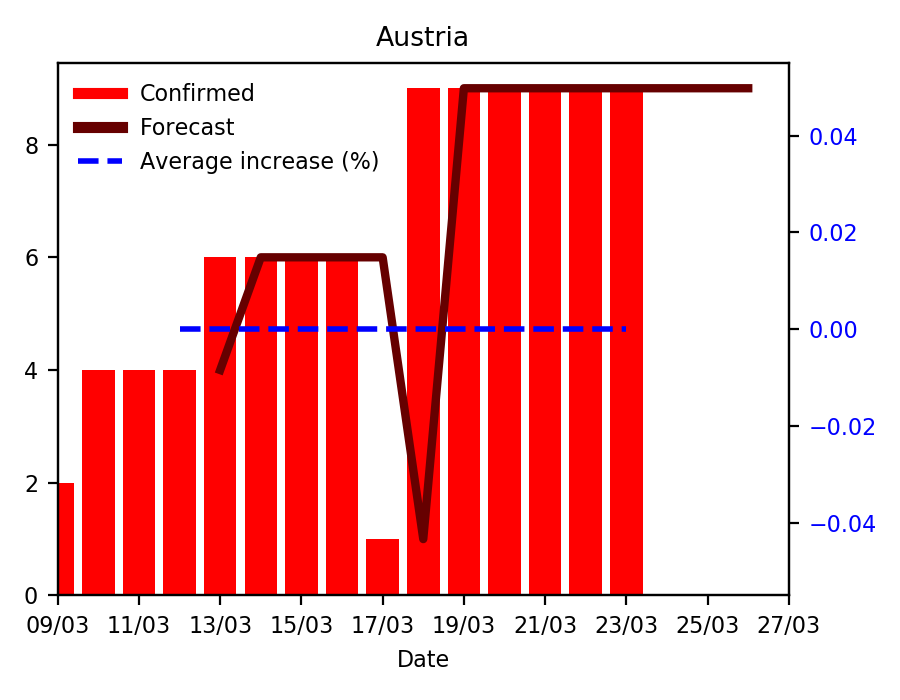 Austria
Confirmed
Forecast
Average increase (%)
8
6
4
2
0
0.04
0.02
0.00
−0.02
−0.04
09/03 11/03 13/03 15/03 17/03 19/03 21/03 23/03 25/03 27/03
Date